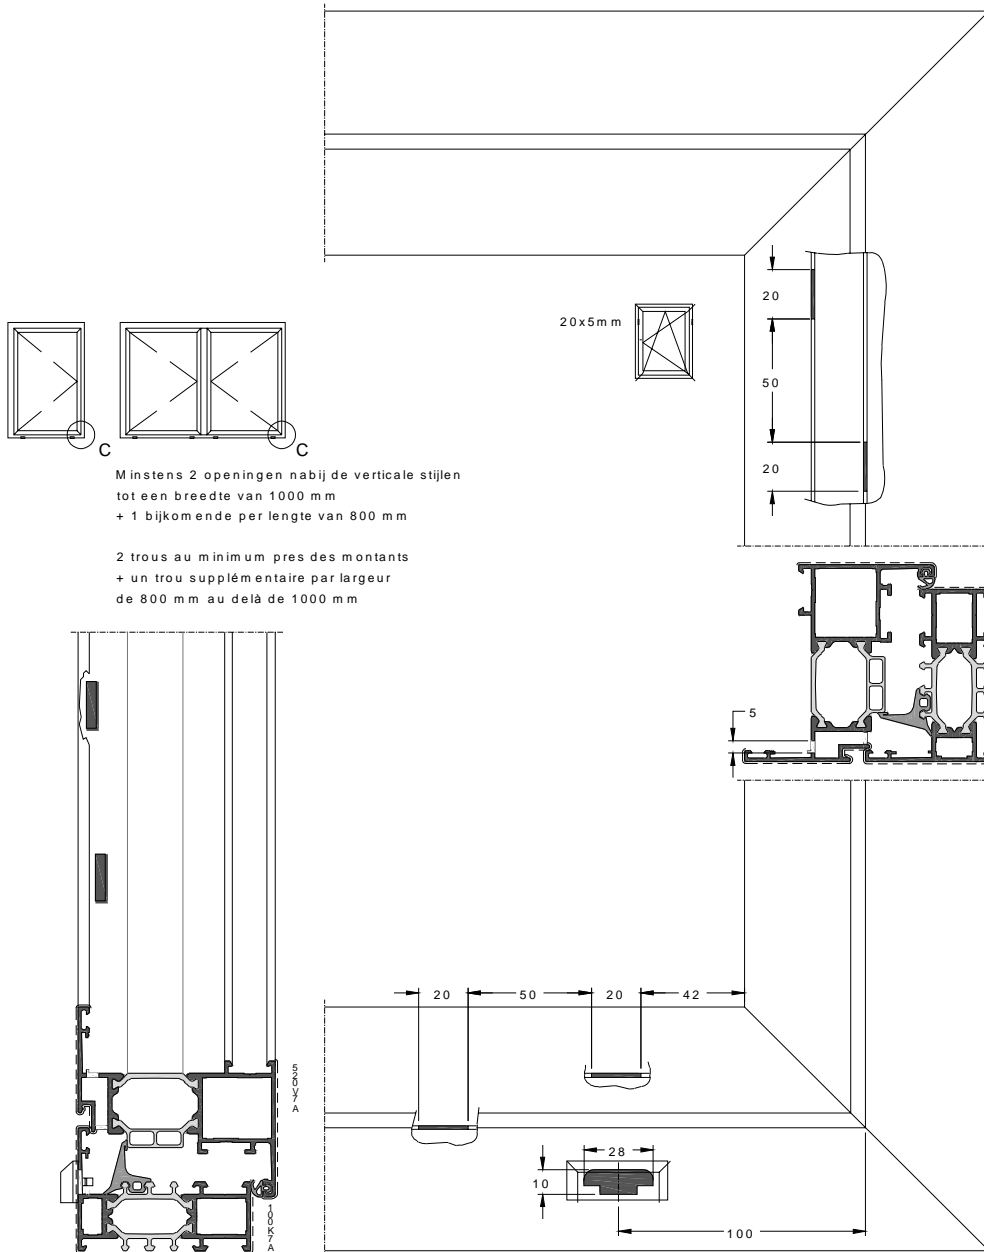 20
50
20
20x5mm
C
C
Minstens 2 openingen nabij de verticale stijlen
tot een breedte van 1000 mm
+ 1 bijkomende per lengte van 800 mm
2 trous au minimum pres des montants
+ un trou supplémentaire par largeur
de 800 mm au delà de 1000 mm
5
20
50
20
42
520V7A
28
10
100K7A
100